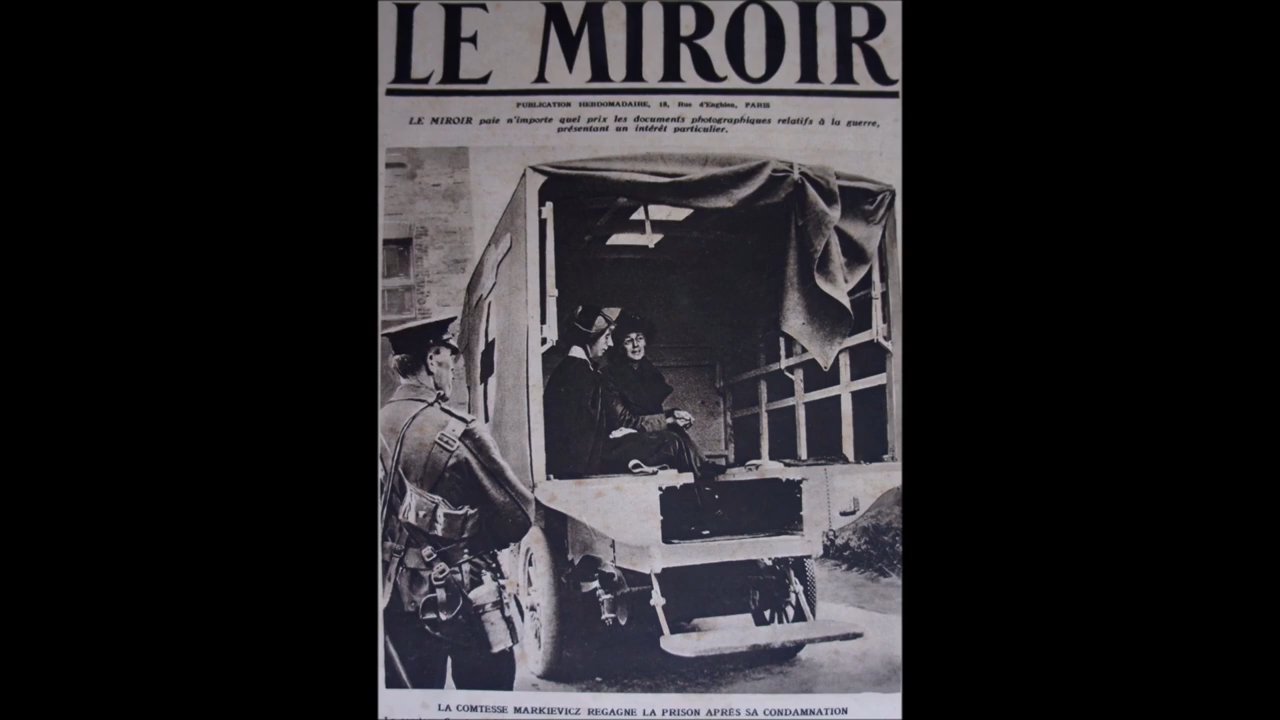 LE MIROIR
PUBLICATION HEBDOMADAIRE, 18, Rue d'Enghien, PARIS
LE MIROIR paie n'importe quel prix les documents photographiques relatifs à la guerre,
présentant un intérêt particulier.
LA COMTESSE MARKIEVICZ REGAGNE LA PRISON APRÈS SA CONDAMNATION